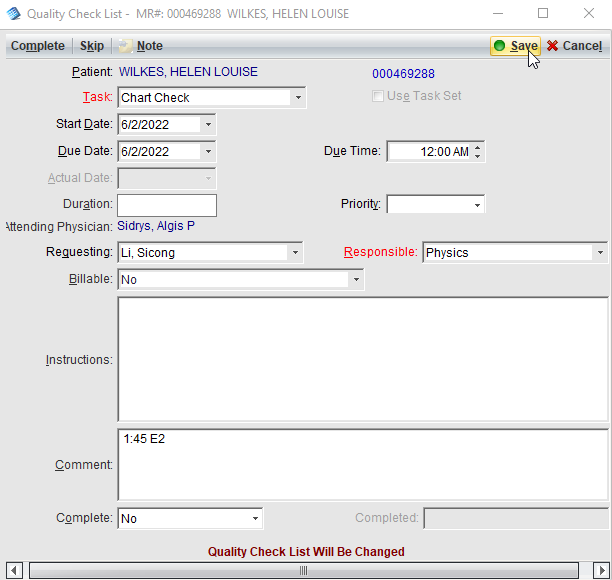 Quality Check List - MR#: 000469288 WILKES, HELEN LOUISE
Complete Skip Note Save Cancel
Patient: WILKES, HELEN LOUISE 000469288
Task: Chart Check Use Task Set
Start Date: 6/2/2022
Due Date: 6/2/2022 Due Time: 12:00 AM
Actual Date:
Duration: Priority:
Attending Physician: Sidrys, Algis P
Requesting: Li, Sicong Responsible: Physics
Billable: No
Instructions:
Comment: 1:45 E2
Complete: No Completed:
Quality Check List Will Be Changed